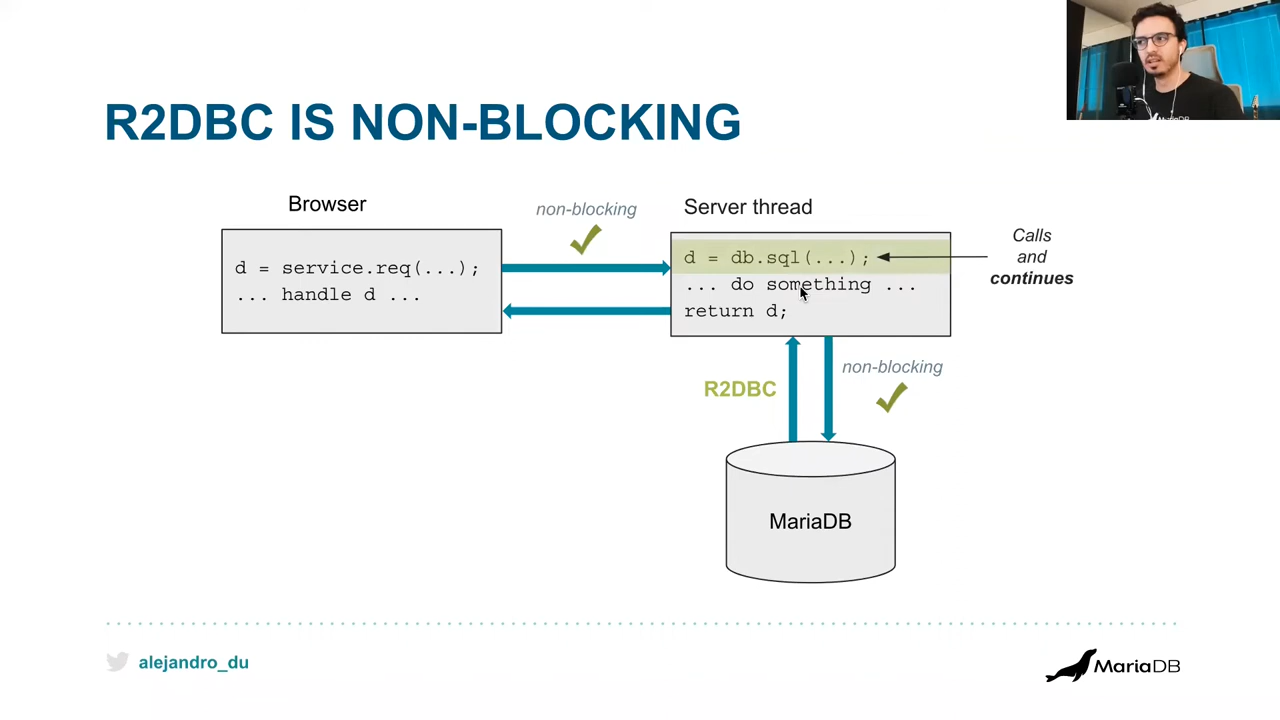 R2DBC IS NON-BLOCKING
Browser
non-blocking
Server thread
Calls
and
continues
d = service.req(...);
... handle d ...
d = db.sql(...);
... do something ...
return d;
R2DBC
non-blocking
MariaDB
alejandro_du
MariaDB
MariaDB